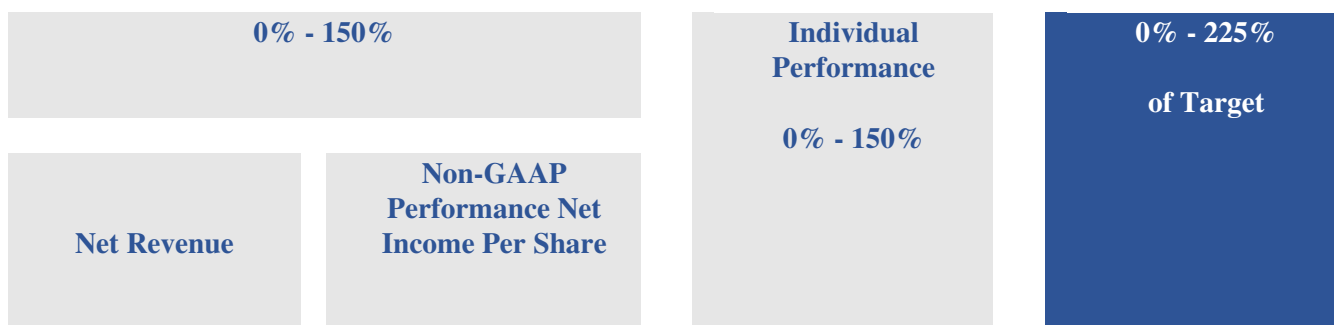 0% - 150%
Net Revenue
Non-GAAP
Performance Net
Income Per Share
Individual
Performance
0% - 150%
0% - 225%
of Target